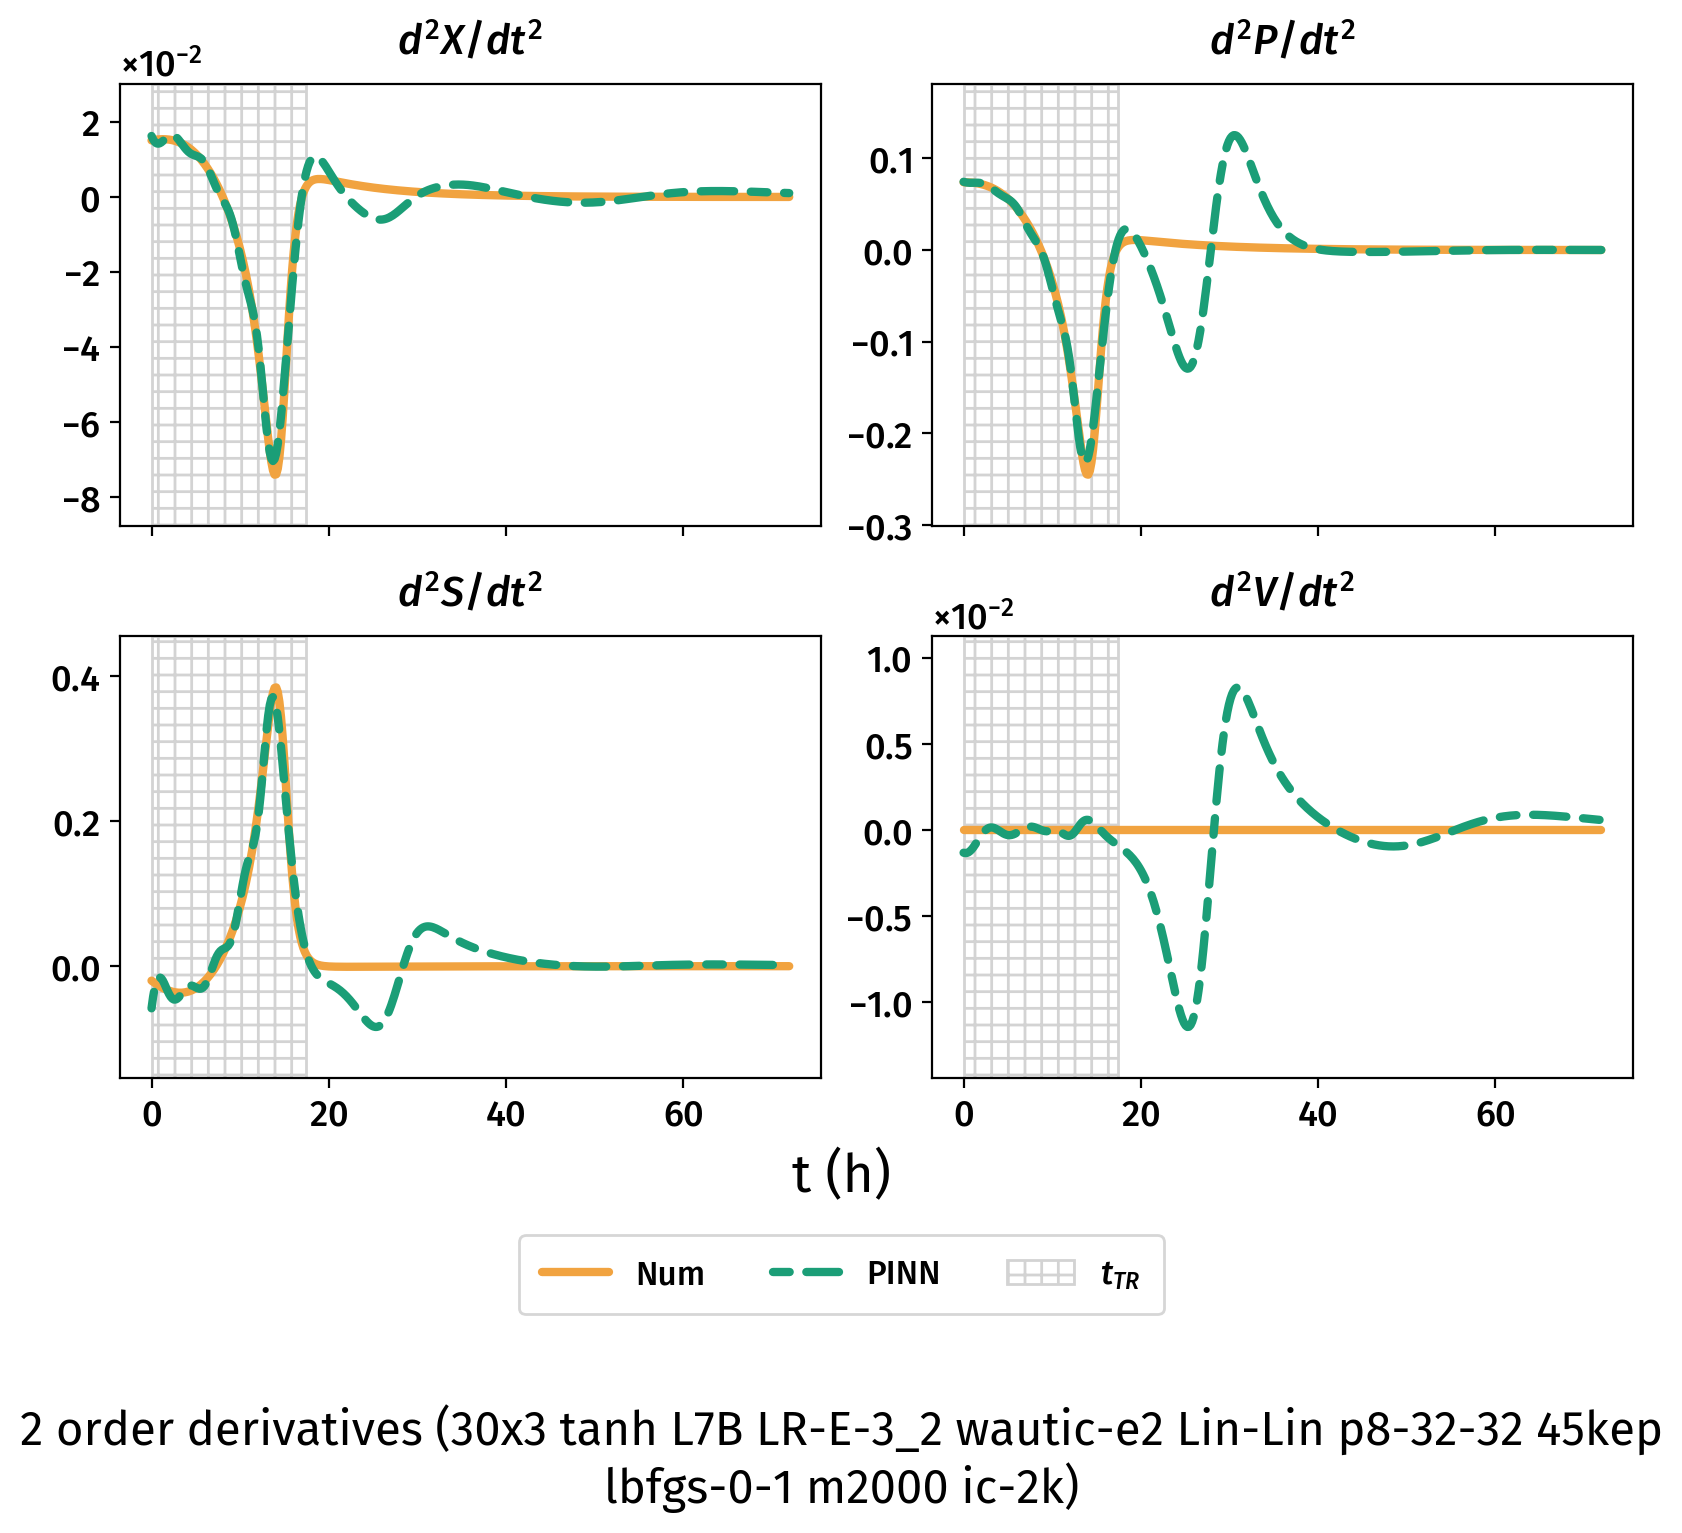 d²X/dt²
d²P/dt²
×10⁻²
2
0
−2
−4
−6
−8
0.1
0.0
−0.1
−0.2
−0.3
d²S/dt²
d²V/dt²
×10⁻²
0.4
0.2
0.0
1.0
0.5
0.0
−0.5
−1.0
0 20 40 60
0 20 40 60
t (h)
Num PINN t_TR
2 order derivatives (30x3 tanh L7B LR-E-3_2 wautic-e2 Lin-Lin p8-32-32 45kep
lbfgs-0-1 m2000 ic-2k)